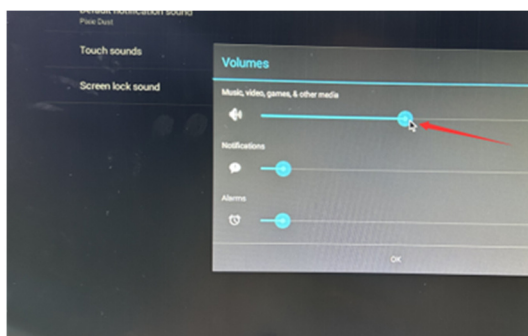 Default notification sound
Pixie Dust
Touch sounds
Screen lock sound
Volumes
Music, video, games, & other media
Notifications
Alarms
OK